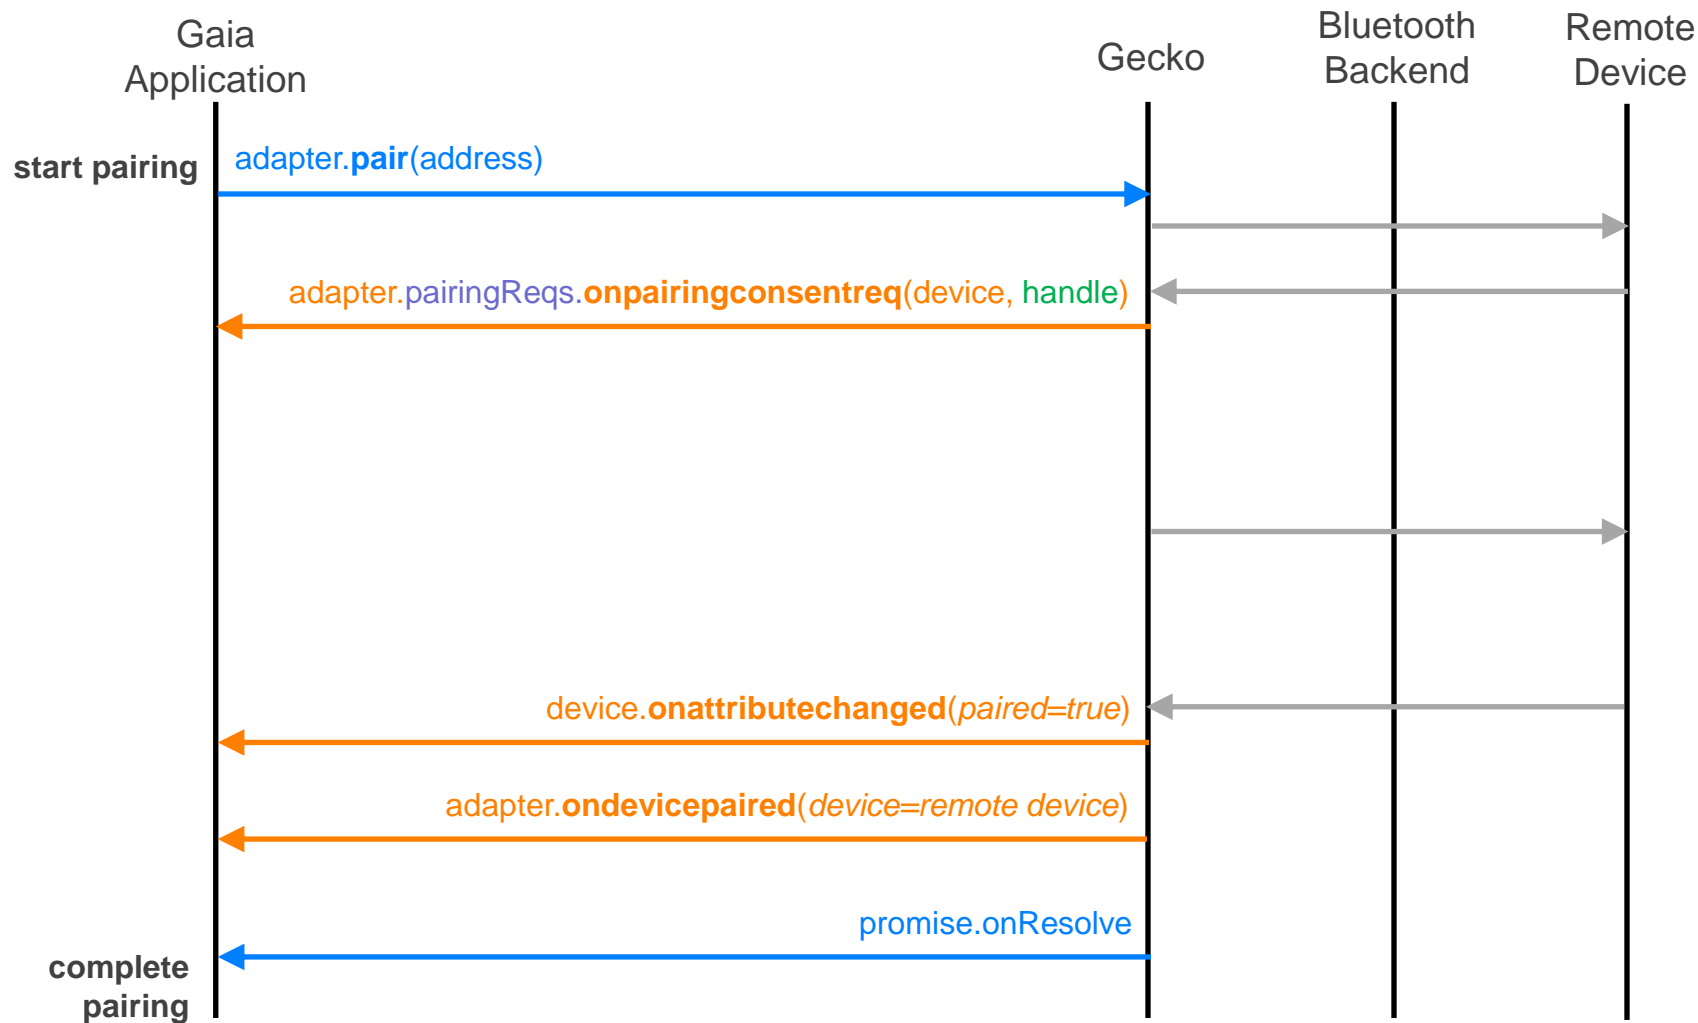 Gaia
Application
Gecko
Bluetooth
Backend
Remote
Device
start pairing
adapter.pair(address)
adapter.pairingReqs.onpairingconsentreq(device, handle)
device.onattributechanged(paired=true)
adapter.ondevicepaired(device=remote device)
promise.onResolve
complete
pairing